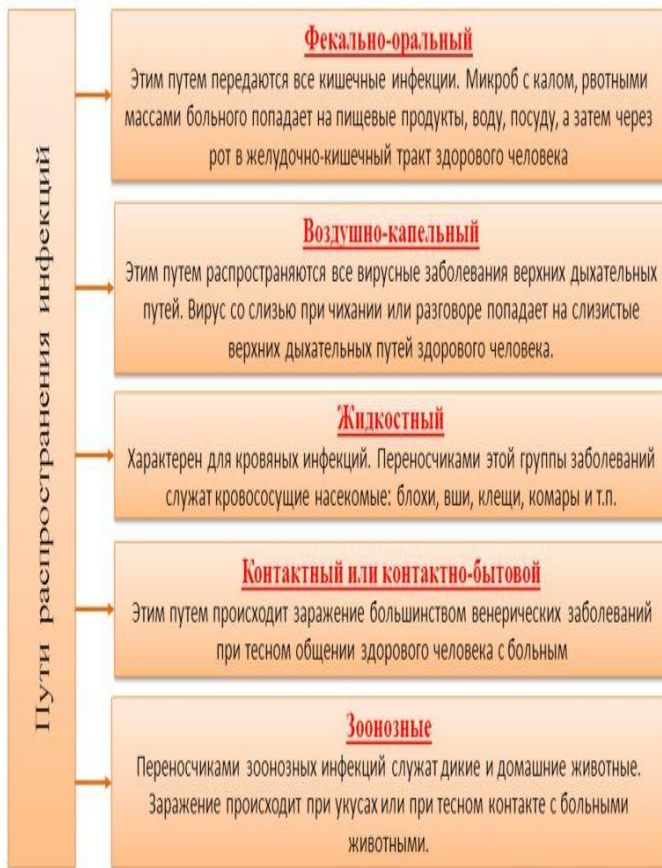 Пути распространения инфекций
Фекально-оральный
Этим путем передаются все кишечные инфекции. Микроб с калом, рвотными
массами больного попадает на пищевые продукты, воду, посуду, а затем через
рот в желудочно-кишечный тракт здорового человека
Воздушно-капельный
Этим путем распространяются все вирусные заболевания верхних дыхательных
путей. Вирус со слизью при чихании или разговоре попадает на слизистые
верхних дыхательных путей здорового человека.
Жидкостный
Характерен для кровяных инфекций. Переносчиками этой группы заболеваний
служат кровососущие насекомые: блохи, вши, клещи, комары и т.п.
Контактный или контактно-бытовой
Этим путем происходит заражение большинством венерических заболеваний
при тесном общении здорового человека с больным
Зоонозные
Переносчиками зоонозных инфекций служат дикие и домашние животные.
Заражение происходит при укусах или при тесном контакте с больными
животными.